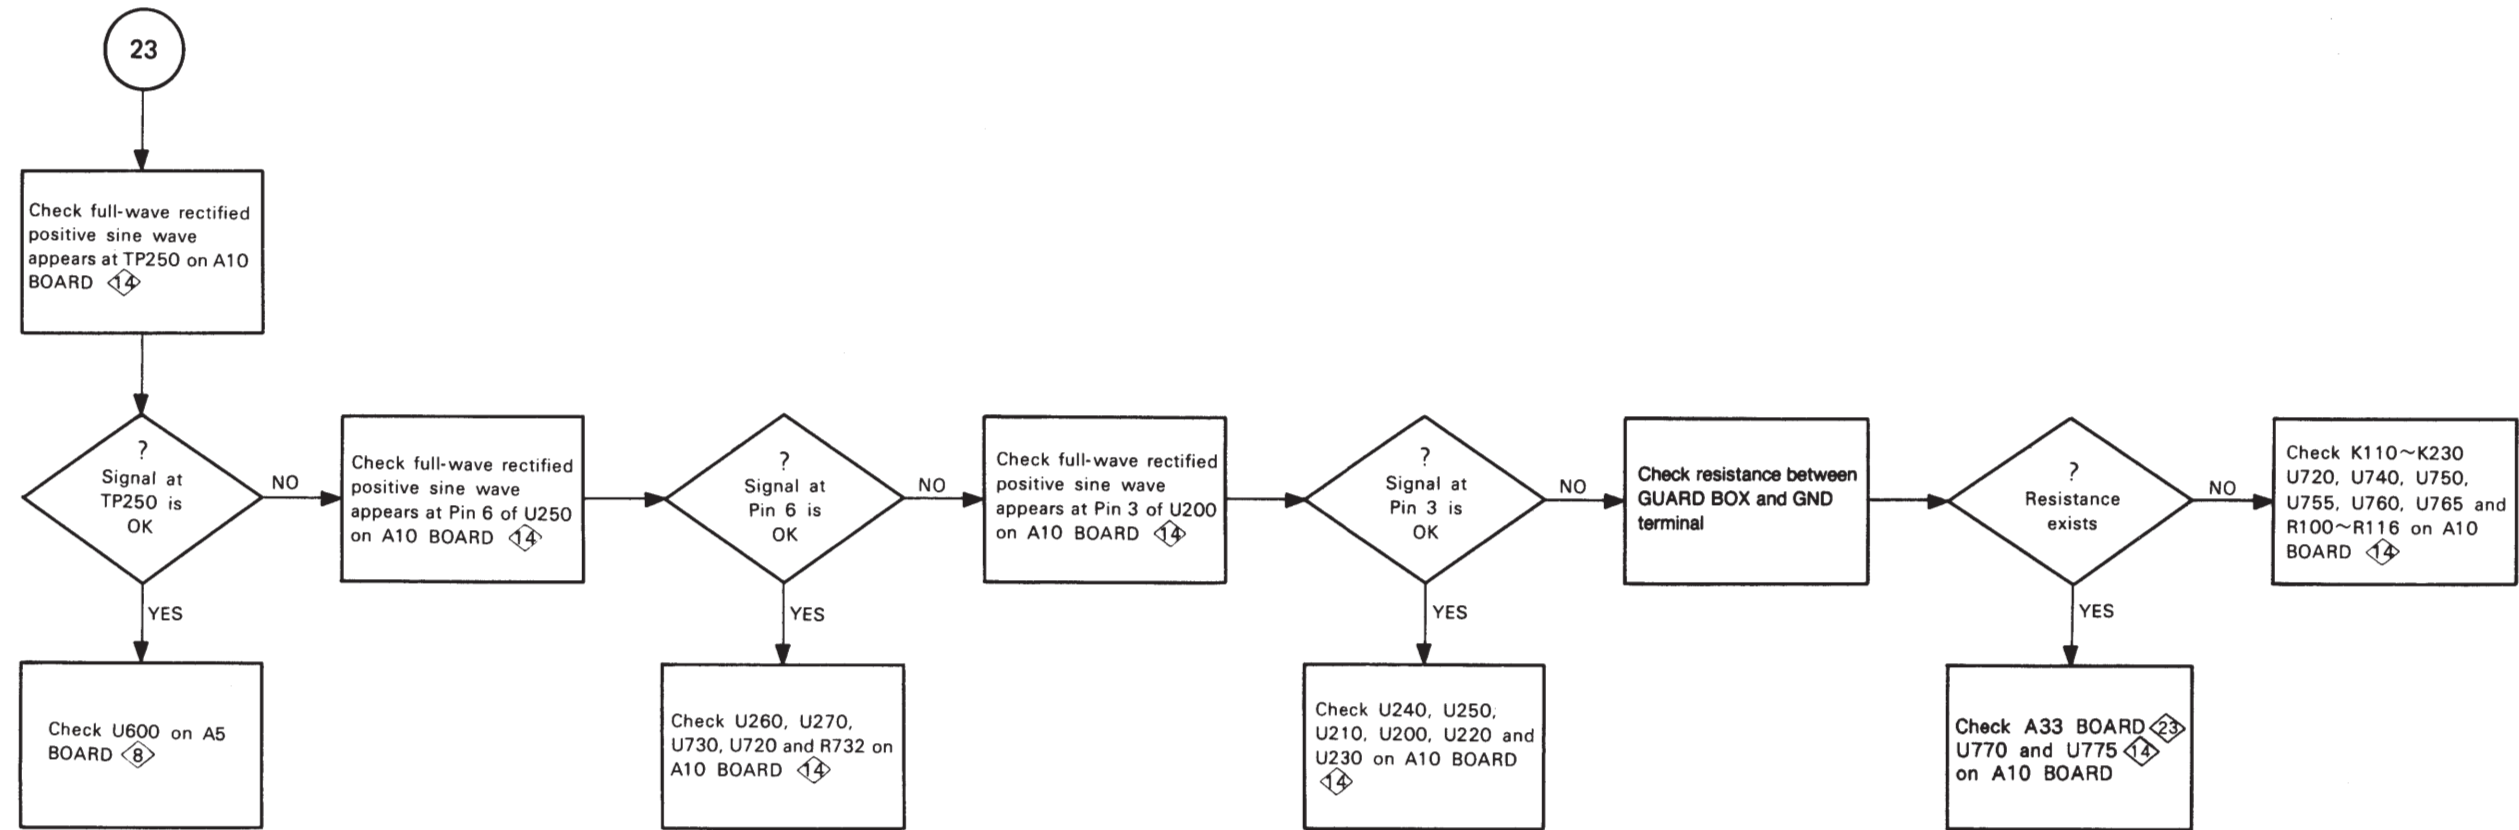 23
Check full-wave rectified
positive sine wave
appears at TP250 on A10
BOARD 14
?
Signal at
TP250 is
OK
NO
YES
Check U600 on A5
BOARD 8
Check full-wave rectified
positive sine wave
appears at Pin 6 of U250
on A10 BOARD 14
?
Signal at
Pin 6 is
OK
NO
YES
Check U260, U270,
U730, U720 and R732 on
A10 BOARD 14
Check full-wave rectified
positive sine wave
appears at Pin 3 of U200
on A10 BOARD 14
?
Signal at
Pin 3 is
OK
NO
YES
Check U240, U250,
U210, U200, U220 and
U230 on A10 BOARD
14
Check resistance between
GUARD BOX and GND
terminal
?
Resistance
exists
NO
YES
Check A33 BOARD 23
U770 and U775 14
on A10 BOARD
Check K110~K230
U720, U740, U750,
U755, U760, U765 and
R100~R116 on A10
BOARD 14